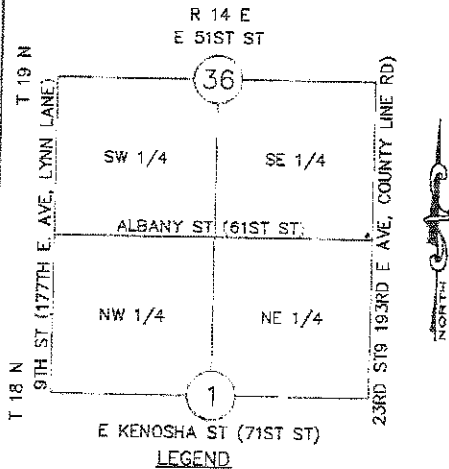 R 14 E
E 51ST ST
T 19 N
36
9TH ST (177TH E. AVE, LYNN LANE)
SW 1/4
SE 1/4
23RD ST9 193RD E AVE, COUNTY LINE RD)
ALBANY ST (61ST ST)
NORTH
NW 1/4
NE 1/4
T 18 N
1
E KENOSHA ST (71ST ST)
LEGEND